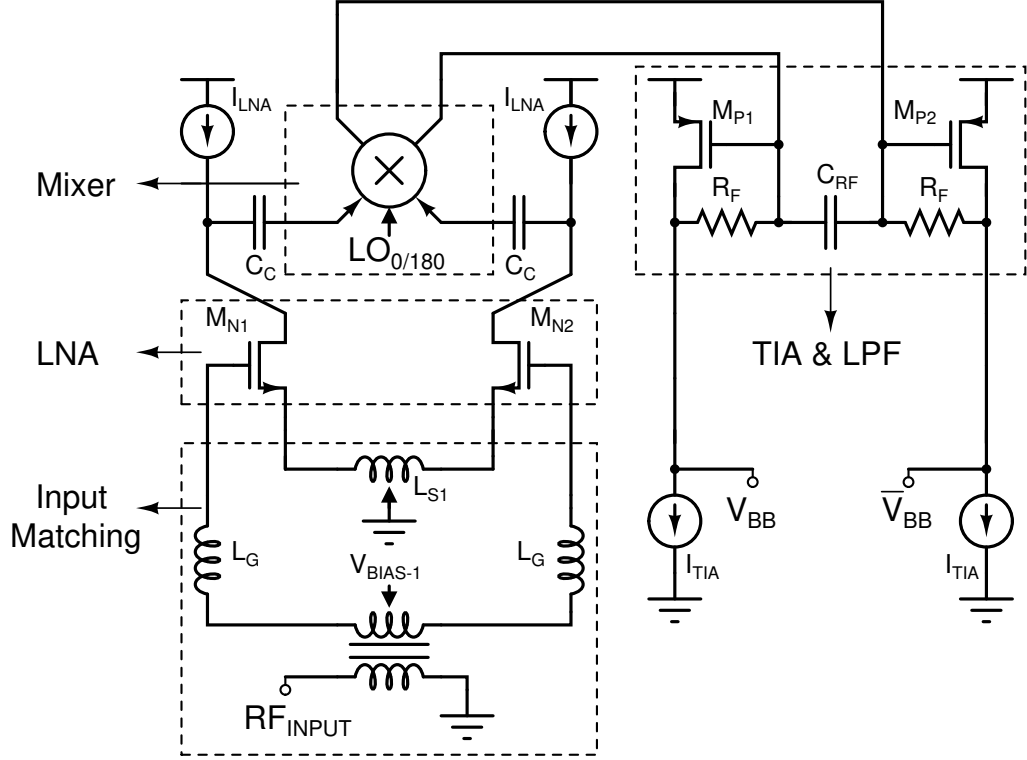 I_LNA
I_LNA
M_P1
M_P2
Mixer
R_F
C_RF
R_F
C_C
LO_0/180
C_C
M_N1
M_N2
LNA
TIA & LPF
L_S1
Input
Matching
V_BB
V̅_BB
L_G
V_BIAS-1
L_G
I_TIA
I_TIA
RF_INPUT